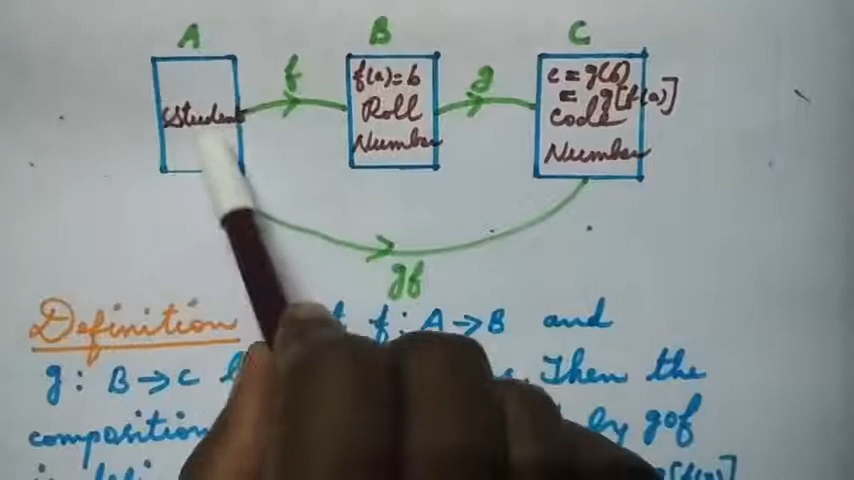 A B C
f g
Student
f(a)=b
Roll
Number
c = g(b)
= g[f(a)]
code
Number
gf
Definition f : A→B and
g : B→C Then the
composition by gof
g[f(a)]